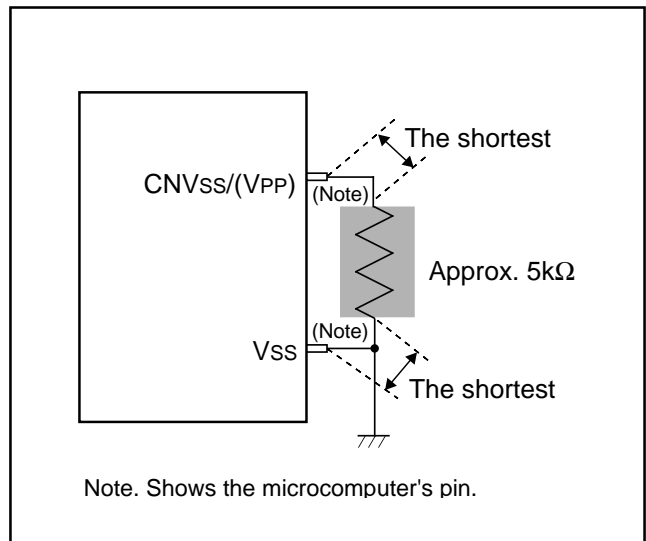 The shortest
CNVSS/(VPP)
(Note)
Approx. 5kΩ
(Note)
VSS
The shortest
Note. Shows the microcomputer's pin.